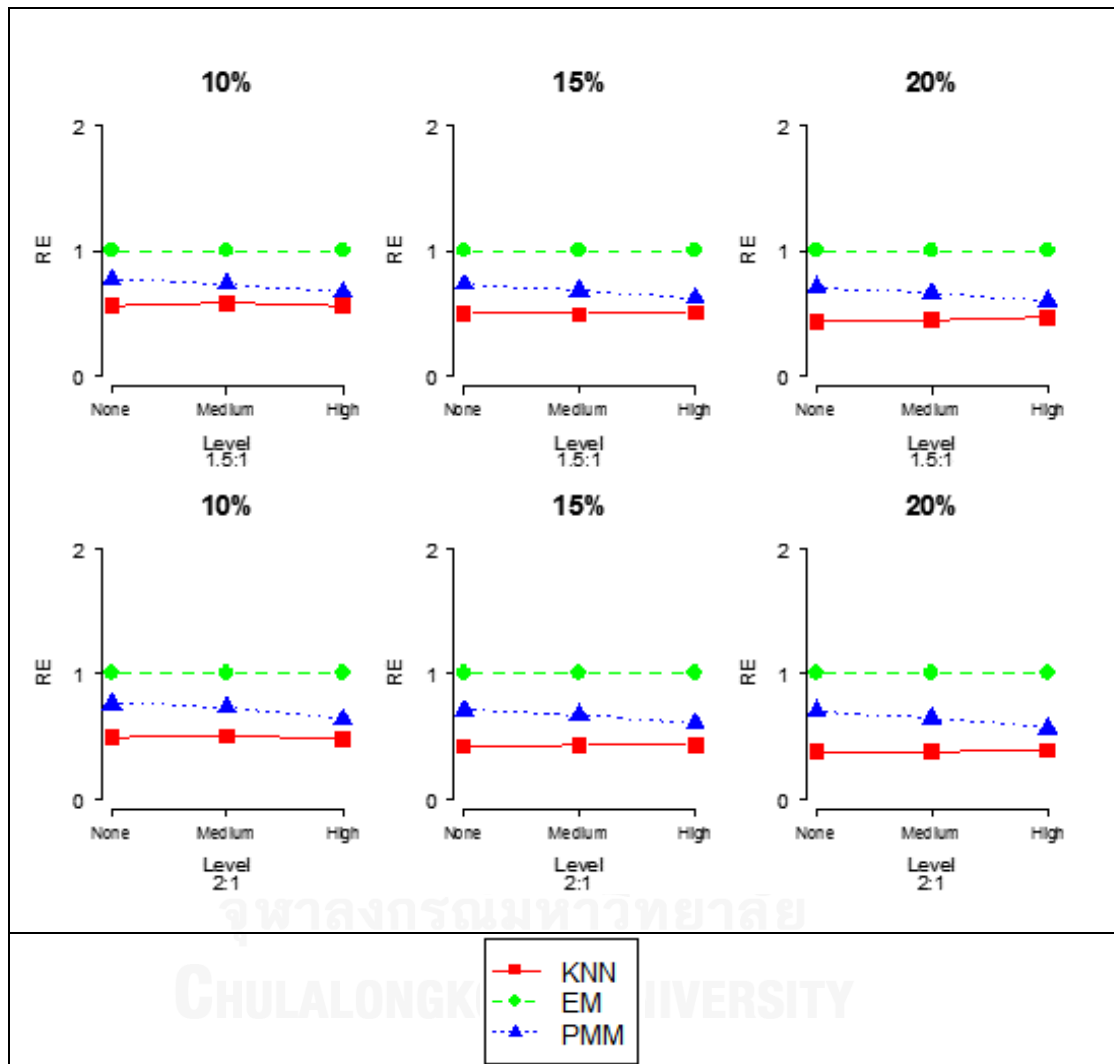 10% 15% 20%
2 2 2
RE RE RE
1 1 1
0 0 0
None Medium High None Medium High None Medium High
Level Level Level
1.5:1 1.5:1 1.5:1
10% 15% 20%
2 2 2
RE RE RE
1 1 1
0 0 0
None Medium High None Medium High None Medium High
Level Level Level
2:1 2:1 2:1
จุฬาลงกรณ์มหาวิทยาลัย
KNN
EM
PMM
CHULALONGKO NIVERSITY